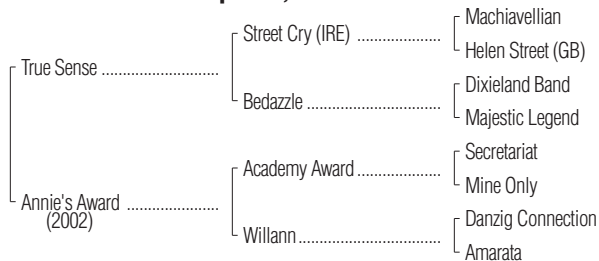 Machiavellian
Street Cry (IRE) ....................
Helen Street (GB)
True Sense ............................
Dixieland Band
Bedazzle ................................
Majestic Legend
Secretariat
Academy Award ....................
Mine Only
Annie's Award ......................
(2002)
Danzig Connection
Willann ..................................
Amarata